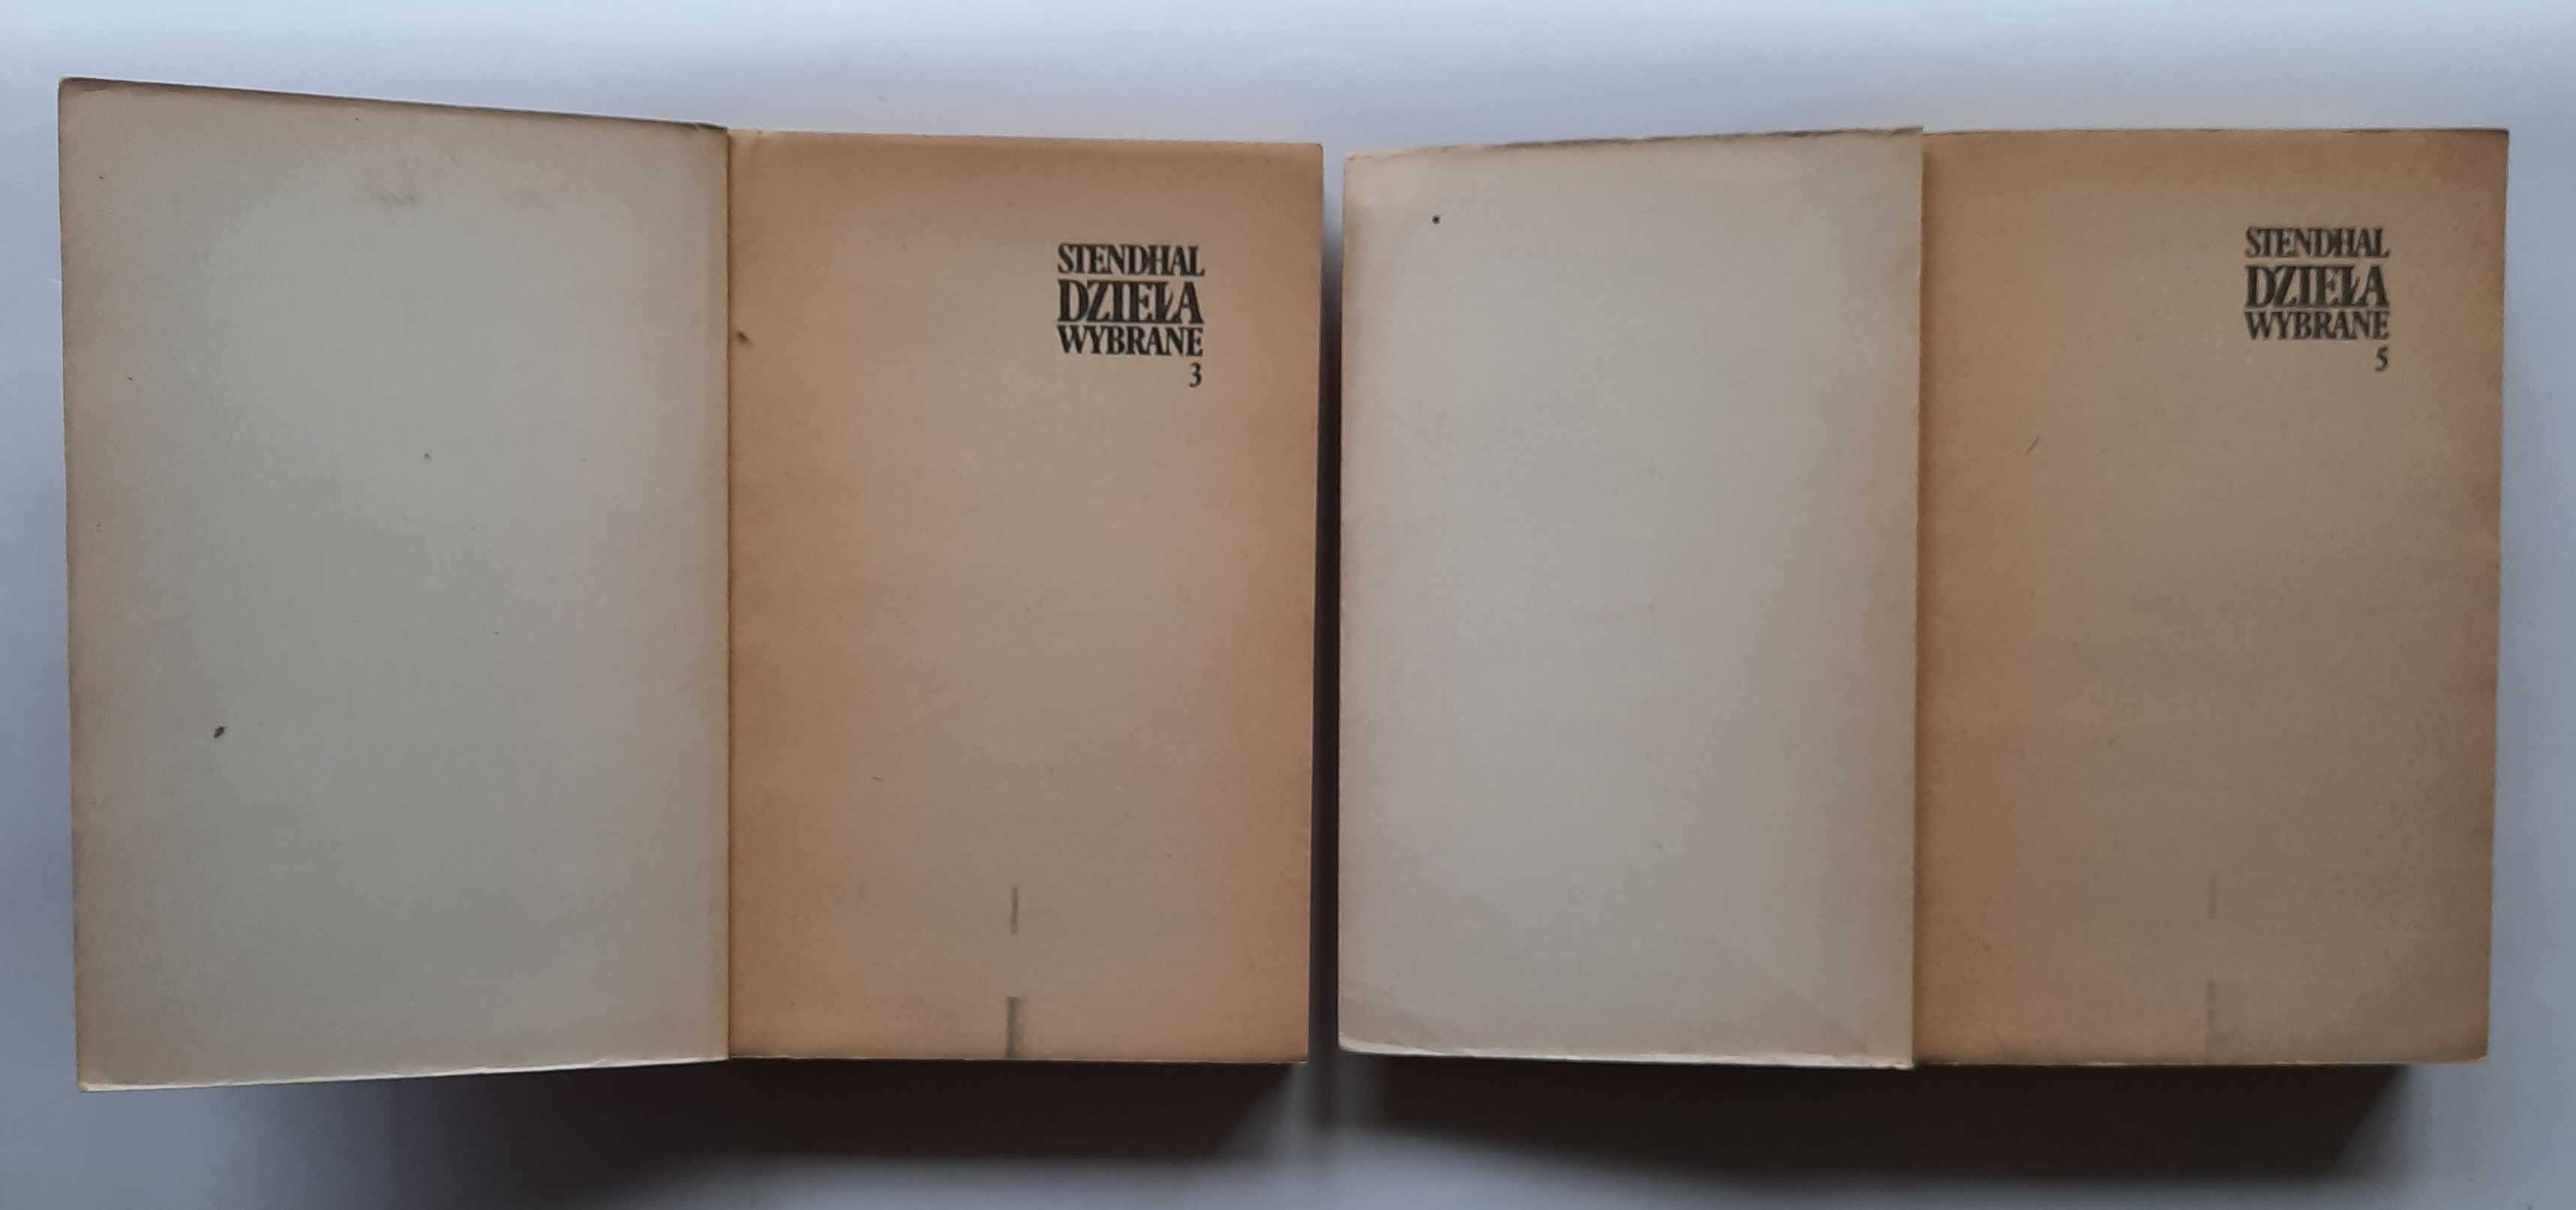 STENDHAL
DZIEŁA
WYBRANE
3
STENDHAL
DZIEŁA
WYBRANE
5